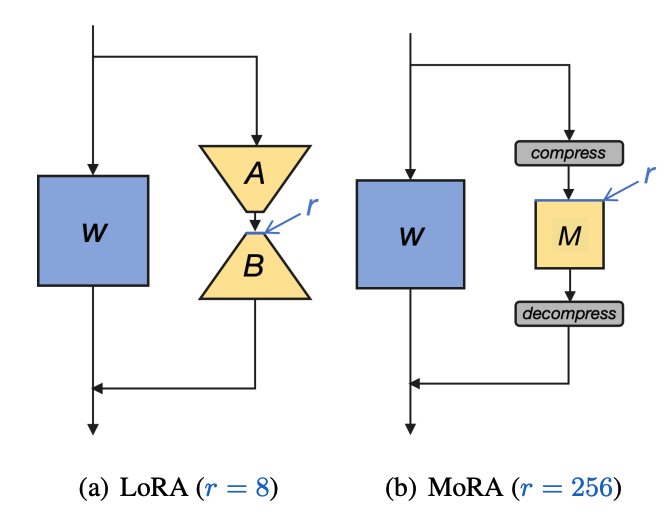 W
A
r
B
(a) LoRA (r = 8)
compress
r
W
M
decompress
(b) MoRA (r = 256)